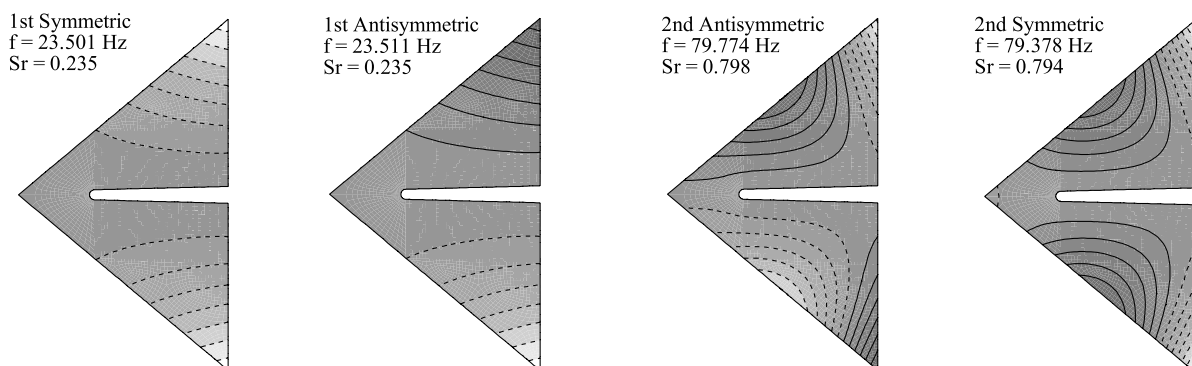 1st Symmetric
f = 23.501 Hz
Sr = 0.235
1st Antisymmetric
f = 23.511 Hz
Sr = 0.235
2nd Antisymmetric
f = 79.774 Hz
Sr = 0.798
2nd Symmetric
f = 79.378 Hz
Sr = 0.794